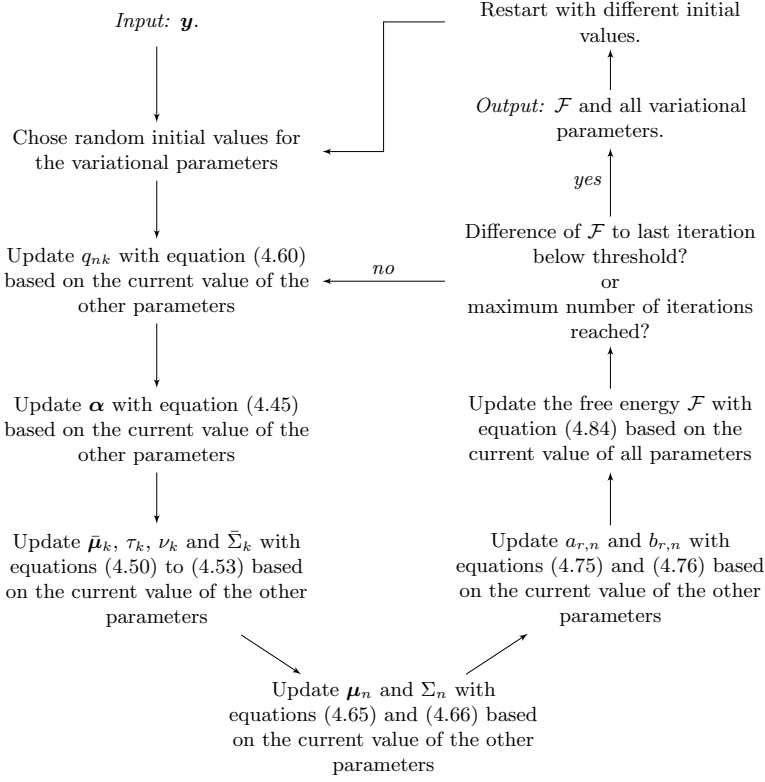 Input: y.
Chose random initial values for
the variational parameters
Update q_{nk} with equation (4.60)
based on the current value of the
other parameters
Update α with equation (4.45)
based on the current value of the
other parameters
Update μ̄_k, τ_k, ν_k and Σ̄_k with
equations (4.50) to (4.53) based
on the current value of the other
parameters
Update μ_n and Σ_n with
equations (4.65) and (4.66) based
on the current value of the other
parameters
Update a_{r,n} and b_{r,n} with
equations (4.75) and (4.76) based
on the current value of the other
parameters
Update the free energy ℱ with
equation (4.84) based on the
current value of all parameters
Difference of ℱ to last iteration
below threshold?
or
maximum number of iterations
reached?
no
yes
Output: ℱ and all variational
parameters.
Restart with different initial
values.